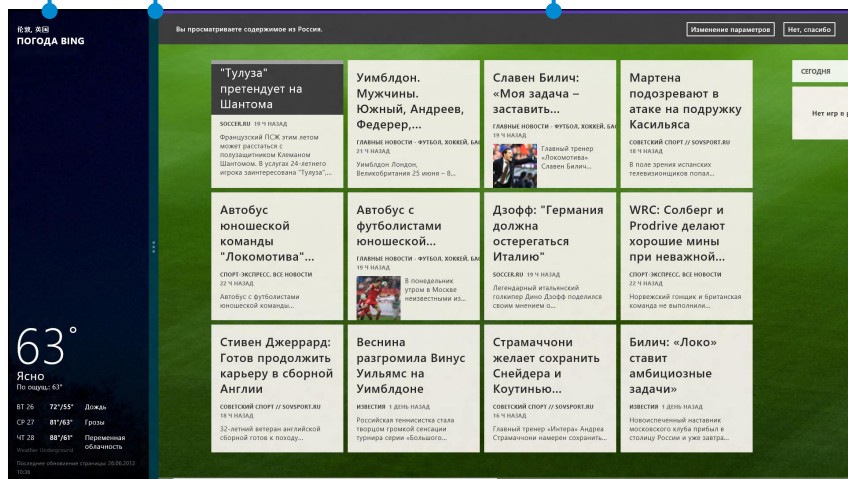 伦敦, 英国
ПОГОДА BING
Вы просматриваете содержимое из России.
Изменение параметров
Нет, спасибо
"Тулуза"
претендует на
Шантома
SOCCER.RU 19 Ч НАЗАД
Французский ПСЖ этим летом
может расстаться с
полузащитником Клеманом
Шантомом. В услугах 24-летнего
игрока заинтересована "Тулуза",...
Уимблдон.
Мужчины.
Южный, Андреев,
Федерер,...
ГЛАВНЫЕ НОВОСТИ - ФУТБОЛ, ХОККЕЙ, БАС
21 Ч НАЗАД
Уимблдон Лондон,
Великобритания 25 июня – 8...
Славен Билич:
«Моя задача –
заставить...
ГЛАВНЫЕ НОВОСТИ - ФУТБОЛ, ХОККЕЙ, БАС
19 Ч НАЗАД
Главный тренер
«Локомотива»
Славен Билич...
Мартена
подозревают в
атаке на подружку
Касильяса
СОВЕТСКИЙ СПОРТ // SOVSPORT.RU
18 Ч НАЗАД
В поле зрения испанских
телевизионщиков попал...
СЕГОДНЯ
Нет игр в р
Автобус
юношеской
команды
"Локомотива"...
СПОРТ-ЭКСПРЕСС. ВСЕ НОВОСТИ
22 Ч НАЗАД
Автобус с футболистами
юношеской команды...
Автобус с
футболистами
юношеской...
ГЛАВНЫЕ НОВОСТИ - ФУТБОЛ, ХОККЕЙ, БАС
19 Ч НАЗАД
В понедельник
утром в Москве
неизвестными из...
Дзофф: "Германия
должна
остерегаться
Италию"
SOCCER.RU 19 Ч НАЗАД
Легендарный итальянский
голкипер Дино Дзофф поделился
своим мнением о...
WRC: Солберг и
Prodrive делают
хорошие мины
при неважной...
СПОРТ-ЭКСПРЕСС. ВСЕ НОВОСТИ
22 Ч НАЗАД
Норвежский гонщик и британская
команда не выполнили...
Стивен Джеррард:
Готов продолжить
карьеру в сборной
Англии
СОВЕТСКИЙ СПОРТ // SOVSPORT.RU
18 Ч НАЗАД
32-летний ветеран английской
сборной готов к походу...
Веснина
разгромила Винус
Уильямс на
Уимблдоне
ИЗВЕСТИЯ 1 ДЕНЬ НАЗАД
Российская теннисистка стала
творцом громкой сенсации
турнира серии «Большого...
Страмаччони
желает сохранить
Снейдера и
Коутиньо...
СОВЕТСКИЙ СПОРТ // SOVSPORT.RU
16 Ч НАЗАД
Главный тренер «Интера» Андреа
Страмаччони намерен сохранить...
Билич: «Локо»
ставит
амбициозные
задачи»
ИЗВЕСТИЯ 1 ДЕНЬ НАЗАД
Новоиспеченный наставник
московского клуба прибыл в
столицу России и уже завтра...
63°
Ясно
По ощущ.: 63°
ВТ 26 72°/55° Дождь
СР 27 81°/63° Грозы
ЧТ 28 88°/61° Переменная
облачность
Weather Underground
Последнее обновление страницы: 26.06.2012
10:36